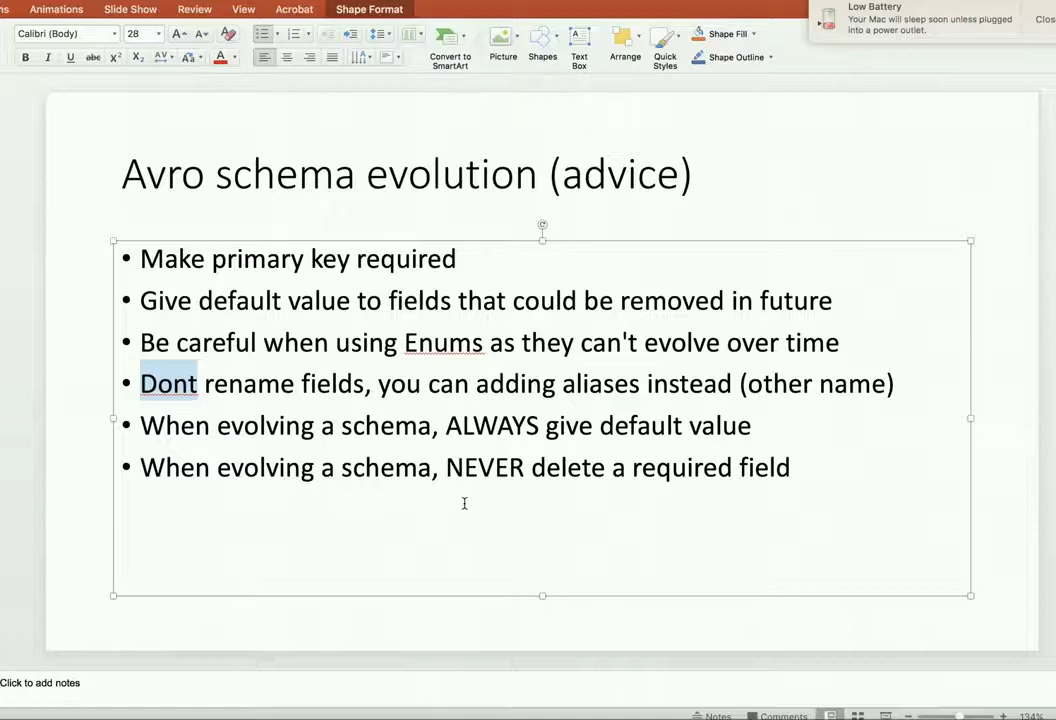 ns Animations Slide Show Review View Acrobat Shape Format
Low Battery
Your Mac will sleep soon unless plugged
into a power outlet.
Clos
Calibri (Body) 28
Convert to
SmartArt
Picture
Shapes
Text
Box
Arrange
Quick
Styles
Shape Fill
Shape Outline
Avro schema evolution (advice)
• Make primary key required
• Give default value to fields that could be removed in future
• Be careful when using Enums as they can't evolve over time
• Dont rename fields, you can adding aliases instead (other name)
• When evolving a schema, ALWAYS give default value
• When evolving a schema, NEVER delete a required field
Click to add notes
Notes Comments 134%